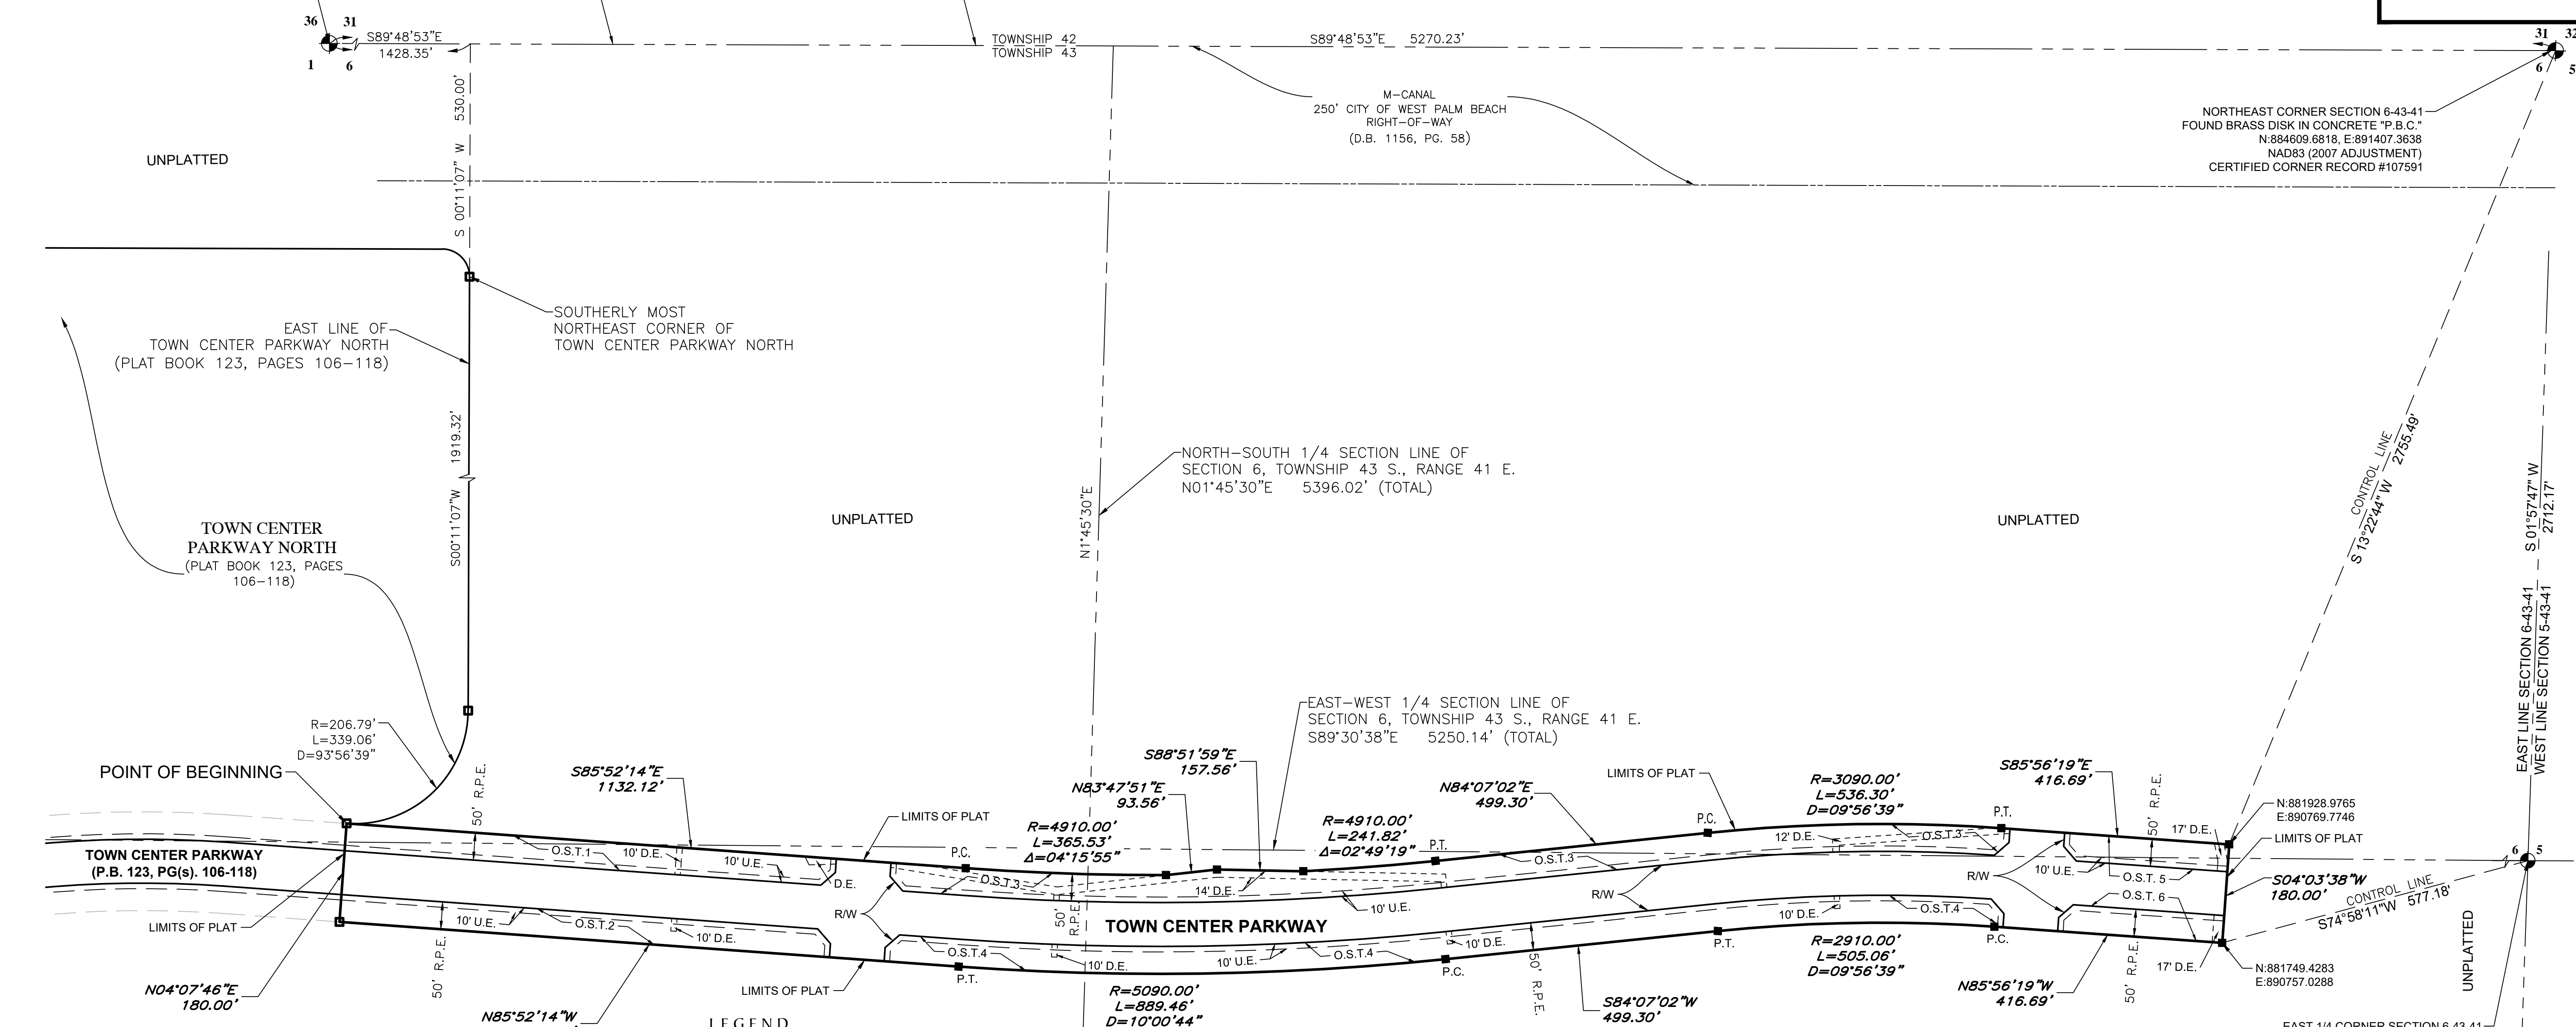 36 31
1 6
S89°48'53"E
1428.35'
TOWNSHIP 42
TOWNSHIP 43
S89°48'53"E 5270.23'
31 32
6 5
S 00°11'07" W 530.00'
M-CANAL
250' CITY OF WEST PALM BEACH
RIGHT-OF-WAY
(D.B. 1156, PG. 58)
NORTHEAST CORNER SECTION 6-43-41
FOUND BRASS DISK IN CONCRETE "P.B.C."
N:884609.6818, E:891407.3638
NAD83 (2007 ADJUSTMENT)
CERTIFIED CORNER RECORD #107591
UNPLATTED
EAST LINE OF
TOWN CENTER PARKWAY NORTH
(PLAT BOOK 123, PAGES 106-118)
SOUTHERLY MOST
NORTHEAST CORNER OF
TOWN CENTER PARKWAY NORTH
S00°11'07"W 1919.32'
NORTH-SOUTH 1/4 SECTION LINE OF
SECTION 6, TOWNSHIP 43 S., RANGE 41 E.
N01°45'30"E 5396.02' (TOTAL)
N1°45'30"E
UNPLATTED
UNPLATTED
CONTROL LINE
S 13°22'44" W 2755.49'
S 01°57'47" W
2712.17'
EAST LINE SECTION 6-43-41
WEST LINE SECTION 5-43-41
TOWN CENTER
PARKWAY NORTH
(PLAT BOOK 123, PAGES
106-118)
R=206.79'
L=339.06'
D=93°56'39"
POINT OF BEGINNING
EAST-WEST 1/4 SECTION LINE OF
SECTION 6, TOWNSHIP 43 S., RANGE 41 E.
S89°30'38"E 5250.14' (TOTAL)
50' R.P.E.
S85°52'14"E
1132.12'
LIMITS OF PLAT
P.C.
R=4910.00'
L=365.53'
Δ=04°15'55"
N83°47'51"E
93.56'
S88°51'59"E
157.56'
R=4910.00'
L=241.82'
Δ=02°49'19"
P.T.
N84°07'02"E
499.30'
LIMITS OF PLAT
P.C.
R=3090.00'
L=536.30'
D=09°56'39"
P.T.
S85°56'19"E
416.69'
50' R.P.E.
N:881928.9765
E:890769.7746
LIMITS OF PLAT
17' D.E.
TOWN CENTER PARKWAY
(P.B. 123, PG(s). 106-118)
O.S.T.1
10' D.E.
10' U.E.
D.E.
R/W
O.S.T.3
50'
R.P.E.
14' D.E.
10' U.E.
O.S.T.3
R/W
12' D.E.
O.S.T.3
R/W
10' U.E.
O.S.T. 5
O.S.T. 6
S04°03'38"W
180.00'
6 5
CONTROL LINE
S74°58'11"W 577.18'
UNPLATTED
TOWN CENTER PARKWAY
LIMITS OF PLAT
N04°07'46"E
180.00'
50' R.P.E.
10' U.E.
O.S.T.2
10' D.E.
LIMITS OF PLAT
O.S.T.4
P.T.
10' D.E.
10' U.E.
O.S.T.4
10' D.E.
P.C.
50' R.P.E.
P.T.
10' D.E.
O.S.T.4
P.C.
50' R.P.E.
17' D.E.
N:881749.4283
E:890757.0288
N85°52'14"W
R=5090.00'
L=889.46'
D=10°00'44"
S84°07'02"W
499.30'
R=2910.00'
L=505.06'
D=09°56'39"
N85°56'19"W
416.69'
LEGEND
EAST 1/4 CORNER SECTION 6-43-41